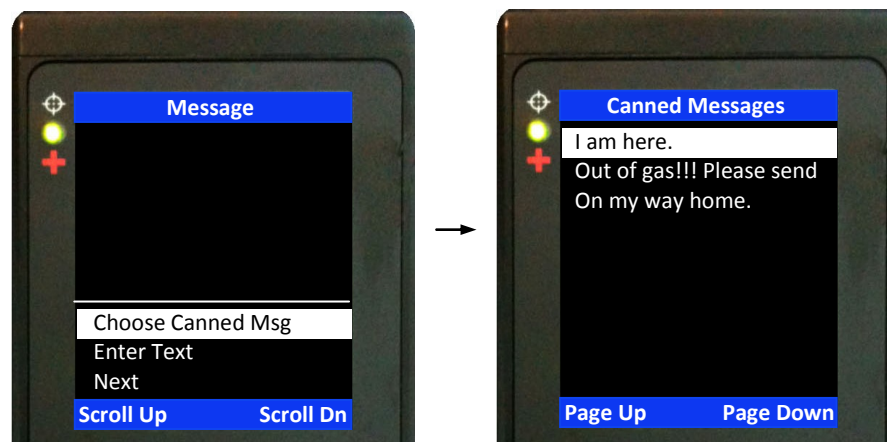 Message
Choose Canned Msg
Enter Text
Next
Scroll Up Scroll Dn
Canned Messages
I am here.
Out of gas!!! Please send
On my way home.
Page Up Page Down